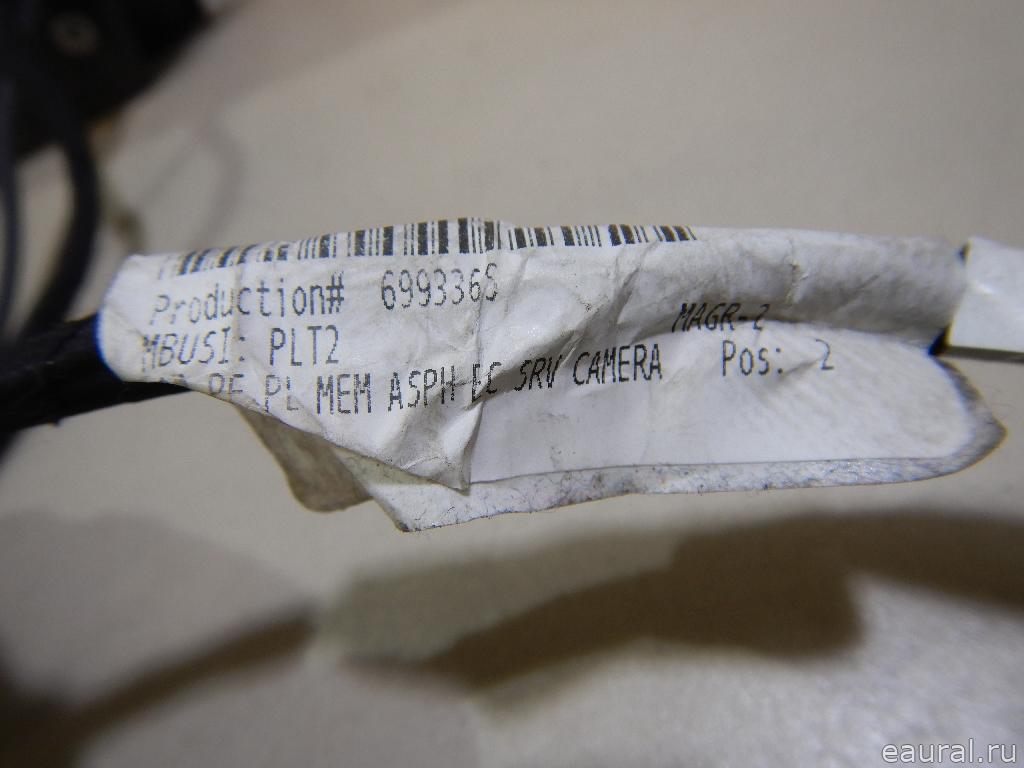 Production# 6993368
MAGR-2
MBUSI: PLT2
PF PL MEM ASPH EC SRV CAMERA Pos: 2
eaural.ru